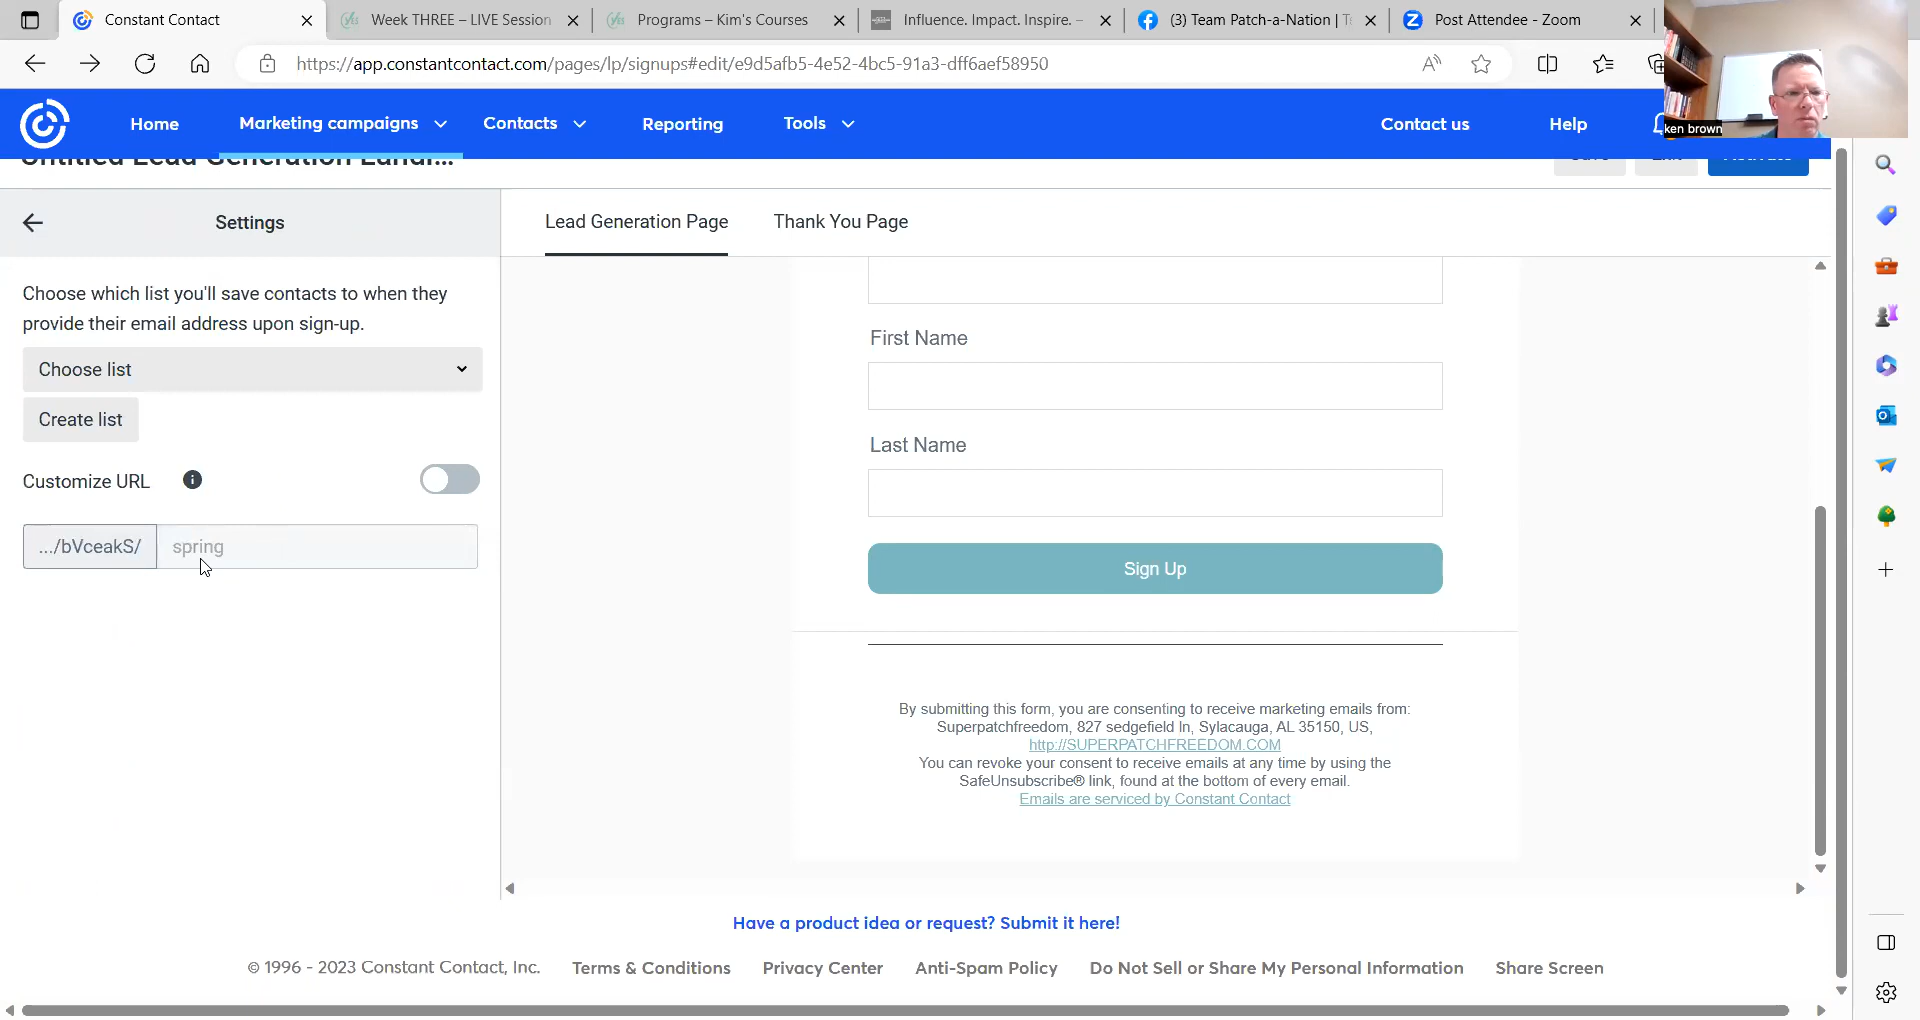 Constant Contact
Week THREE – LIVE Session
Programs – Kim's Courses
Influence. Impact. Inspire. –
(3) Team Patch-a-Nation |
Post Attendee - Zoom
https://app.constantcontact.com/pages/lp/signups#edit/e9d5afb5-4e52-4bc5-91a3-dff6aef58950
ken brown
Home
Marketing campaigns
Contacts
Reporting
Tools
Contact us
Help
Untitled Lead Generation Landi...
Settings
Lead Generation Page
Thank You Page
Choose which list you'll save contacts to when they
provide their email address upon sign-up.
Choose list
Create list
Customize URL
.../bVceakS/
spring
First Name
Last Name
Sign Up
By submitting this form, you are consenting to receive marketing emails from:
Superpatchfreedom, 827 sedgefield ln, Sylacauga, AL 35150, US,
http://SUPERPATCHFREEDOM.COM
You can revoke your consent to receive emails at any time by using the
SafeUnsubscribe® link, found at the bottom of every email.
Emails are serviced by Constant Contact
Have a product idea or request? Submit it here!
© 1996 - 2023 Constant Contact, Inc.
Terms & Conditions
Privacy Center
Anti-Spam Policy
Do Not Sell or Share My Personal Information
Share Screen